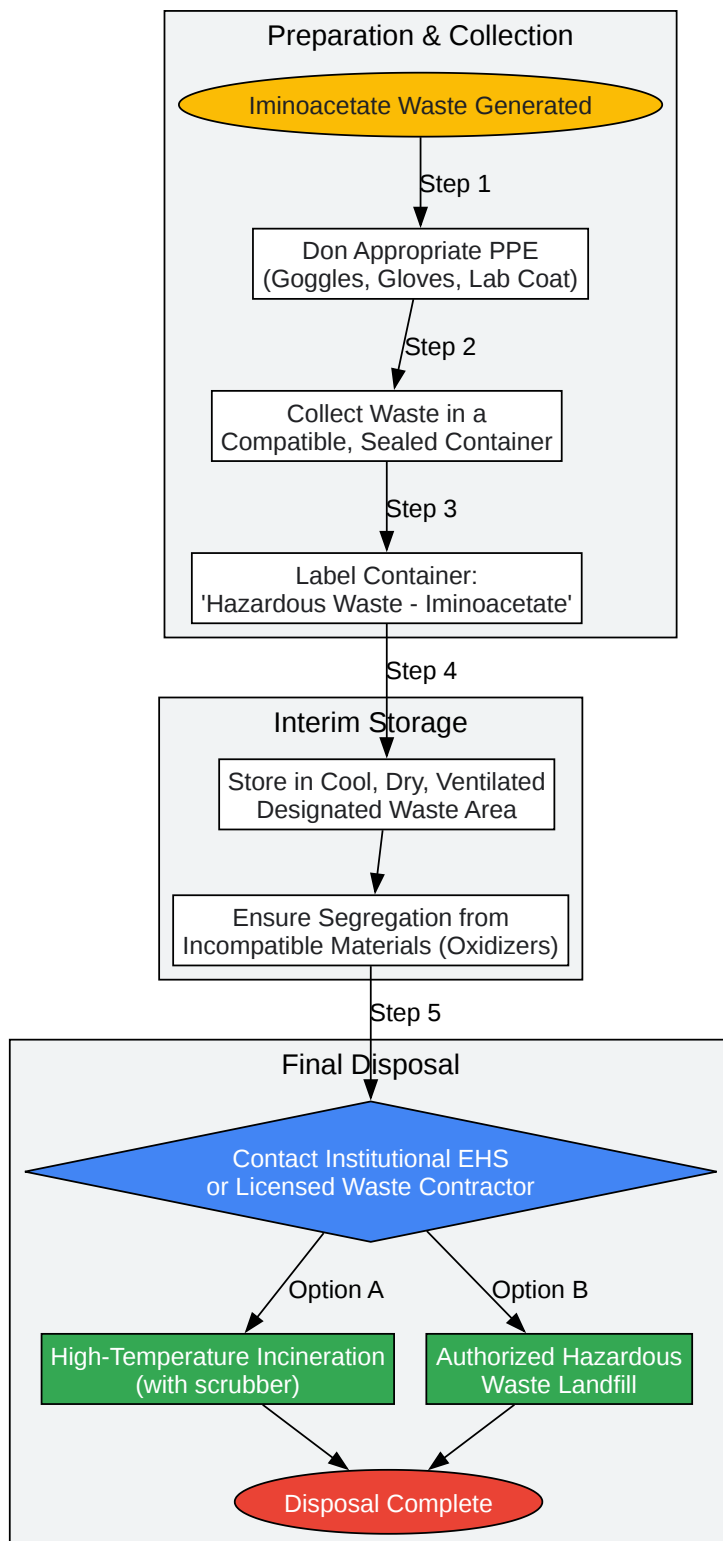 Preparation & Collection
Iminoacetate Waste Generated
Step 1
Don Appropriate PPE
(Goggles, Gloves, Lab Coat)
Step 2
Collect Waste in a
Compatible, Sealed Container
Step 3
Label Container:
'Hazardous Waste - Iminoacetate'
Step 4
Interim Storage
Store in Cool, Dry, Ventilated
Designated Waste Area
Ensure Segregation from
Incompatible Materials (Oxidizers)
Step 5
Final Disposal
Contact Institutional EHS
or Licensed Waste Contractor
Option A
Option B
High-Temperature Incineration
(with scrubber)
Authorized Hazardous
Waste Landfill
Disposal Complete